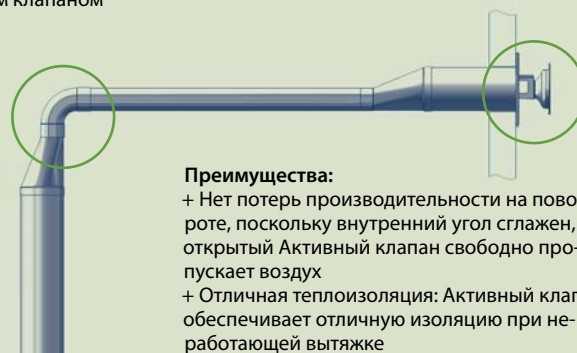 м клапаном
Преимущества:
+ Нет потерь производительности на пово-
роте, поскольку внутренний угол сглажен,
открытый Активный клапан свободно про-
пускает воздух
+ Отличная теплоизоляция: Активный клап
обеспечивает отличную изоляцию при не-
работающей вытяжке